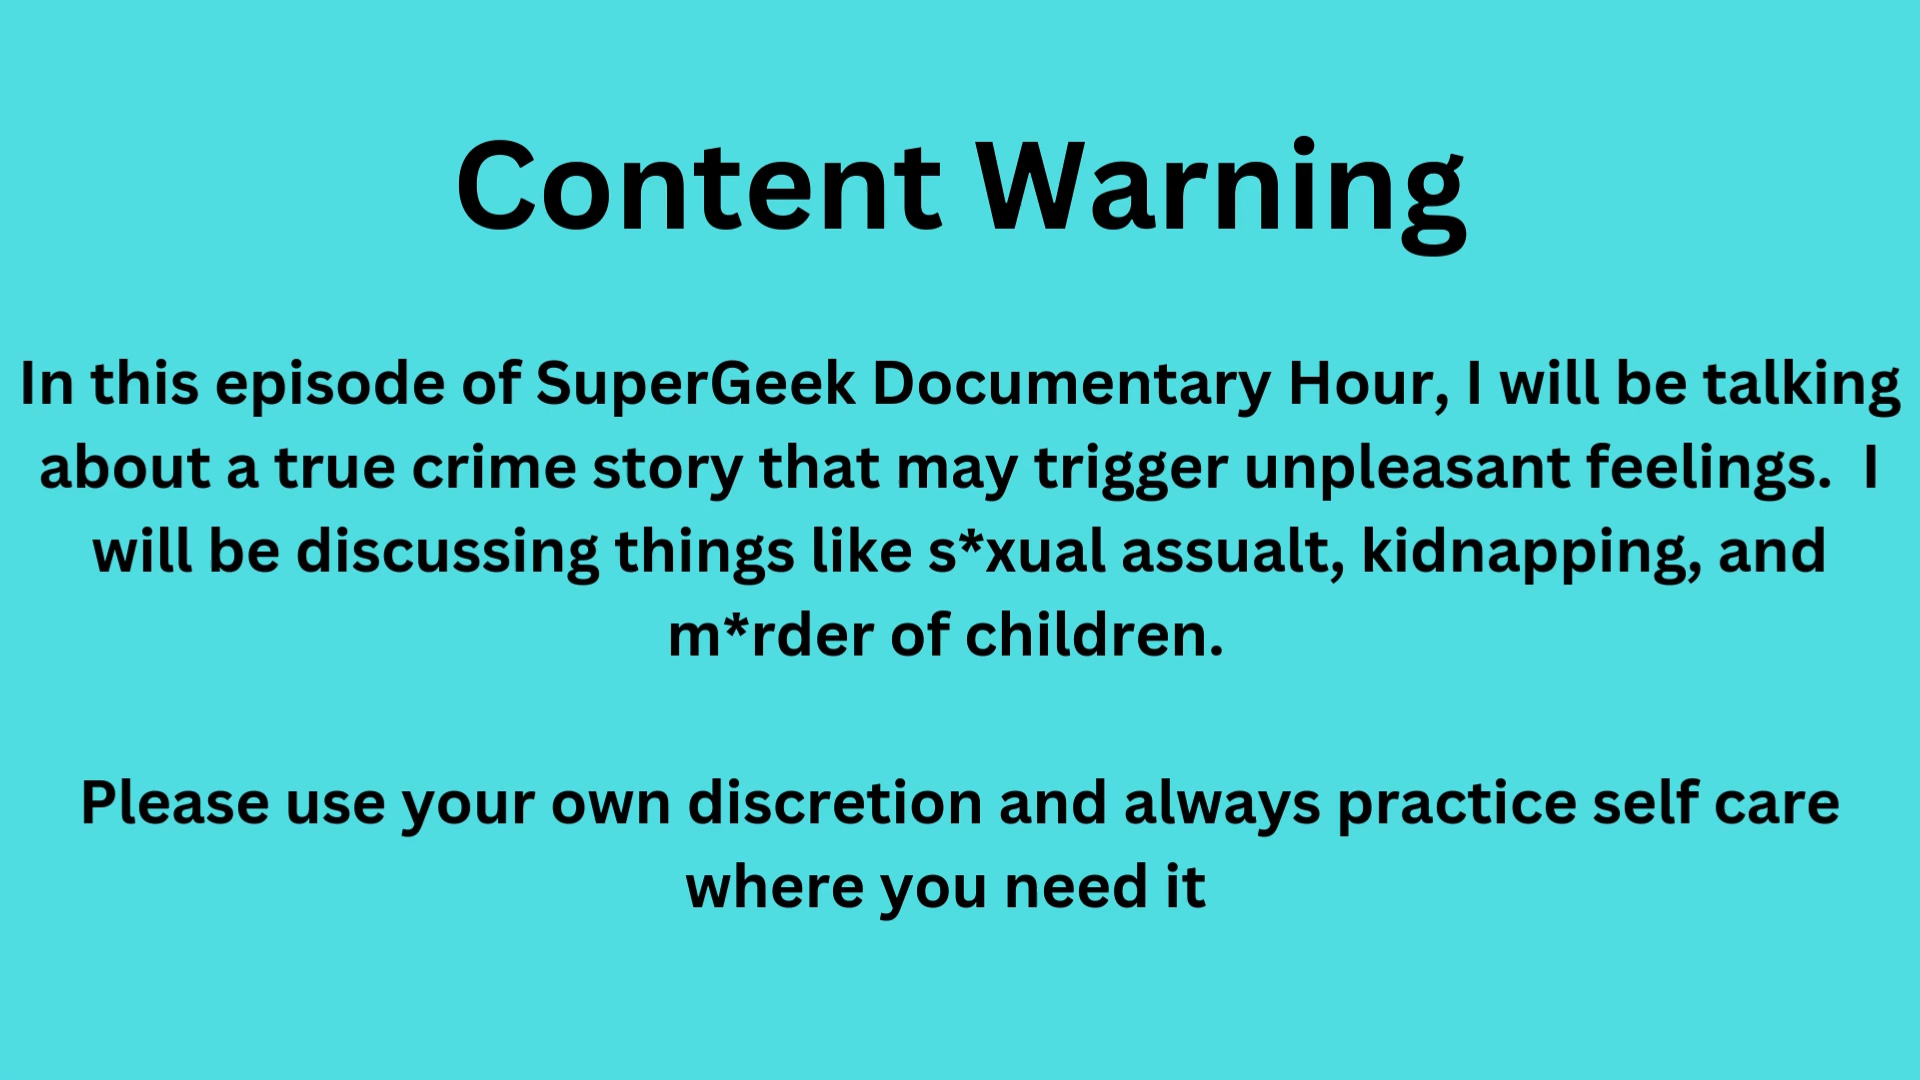 Content Warning
In this episode of SuperGeek Documentary Hour, I will be talking
about a true crime story that may trigger unpleasant feelings.  I
will be discussing things like s*xual assualt, kidnapping, and
m*rder of children.
Please use your own discretion and always practice self care
where you need it